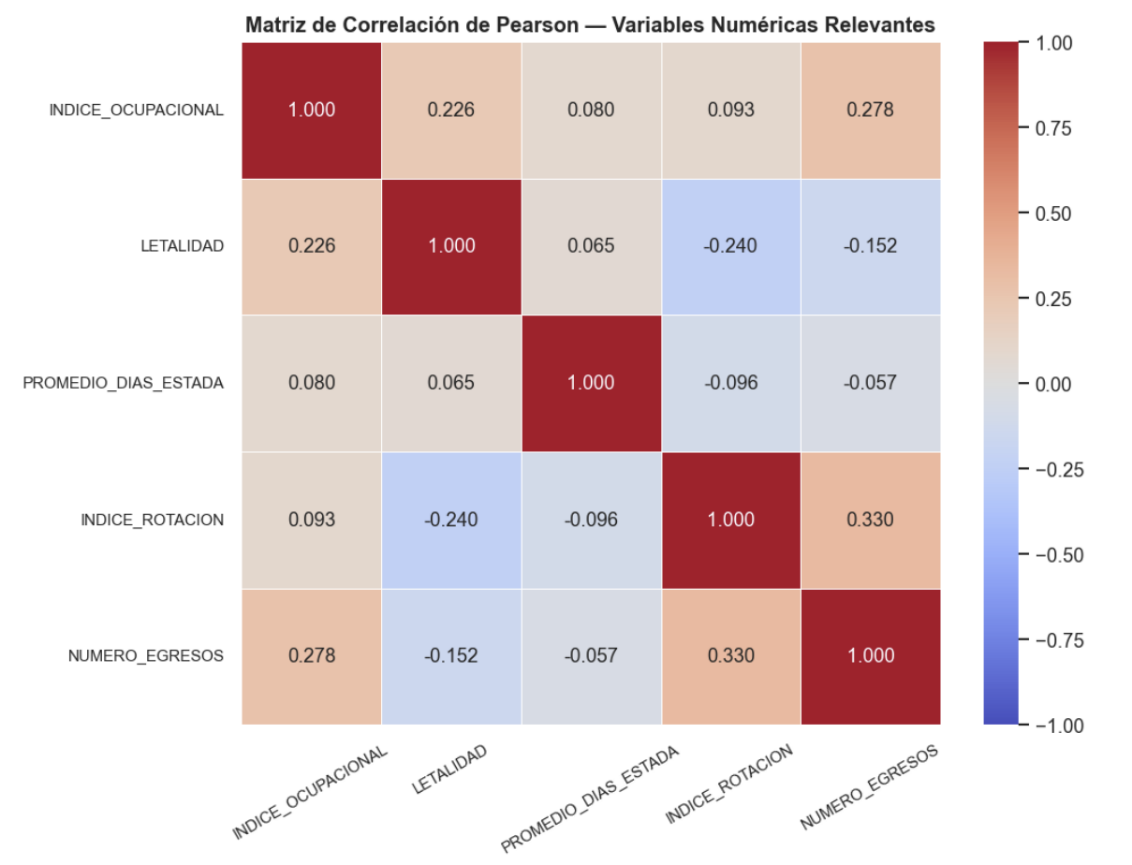 Matriz de Correlación de Pearson — Variables Numéricas Relevantes
INDICE_OCUPACIONAL 1.000 0.226 0.080 0.093 0.278
LETALIDAD 0.226 1.000 0.065 -0.240 -0.152
PROMEDIO_DIAS_ESTADA 0.080 0.065 1.000 -0.096 -0.057
INDICE_ROTACION 0.093 -0.240 -0.096 1.000 0.330
NUMERO_EGRESOS 0.278 -0.152 -0.057 0.330 1.000
INDICE_OCUPACIONAL LETALIDAD PROMEDIO_DIAS_ESTADA INDICE_ROTACION NUMERO_EGRESOS
1.00
0.75
0.50
0.25
0.00
−0.25
−0.50
−0.75
−1.00